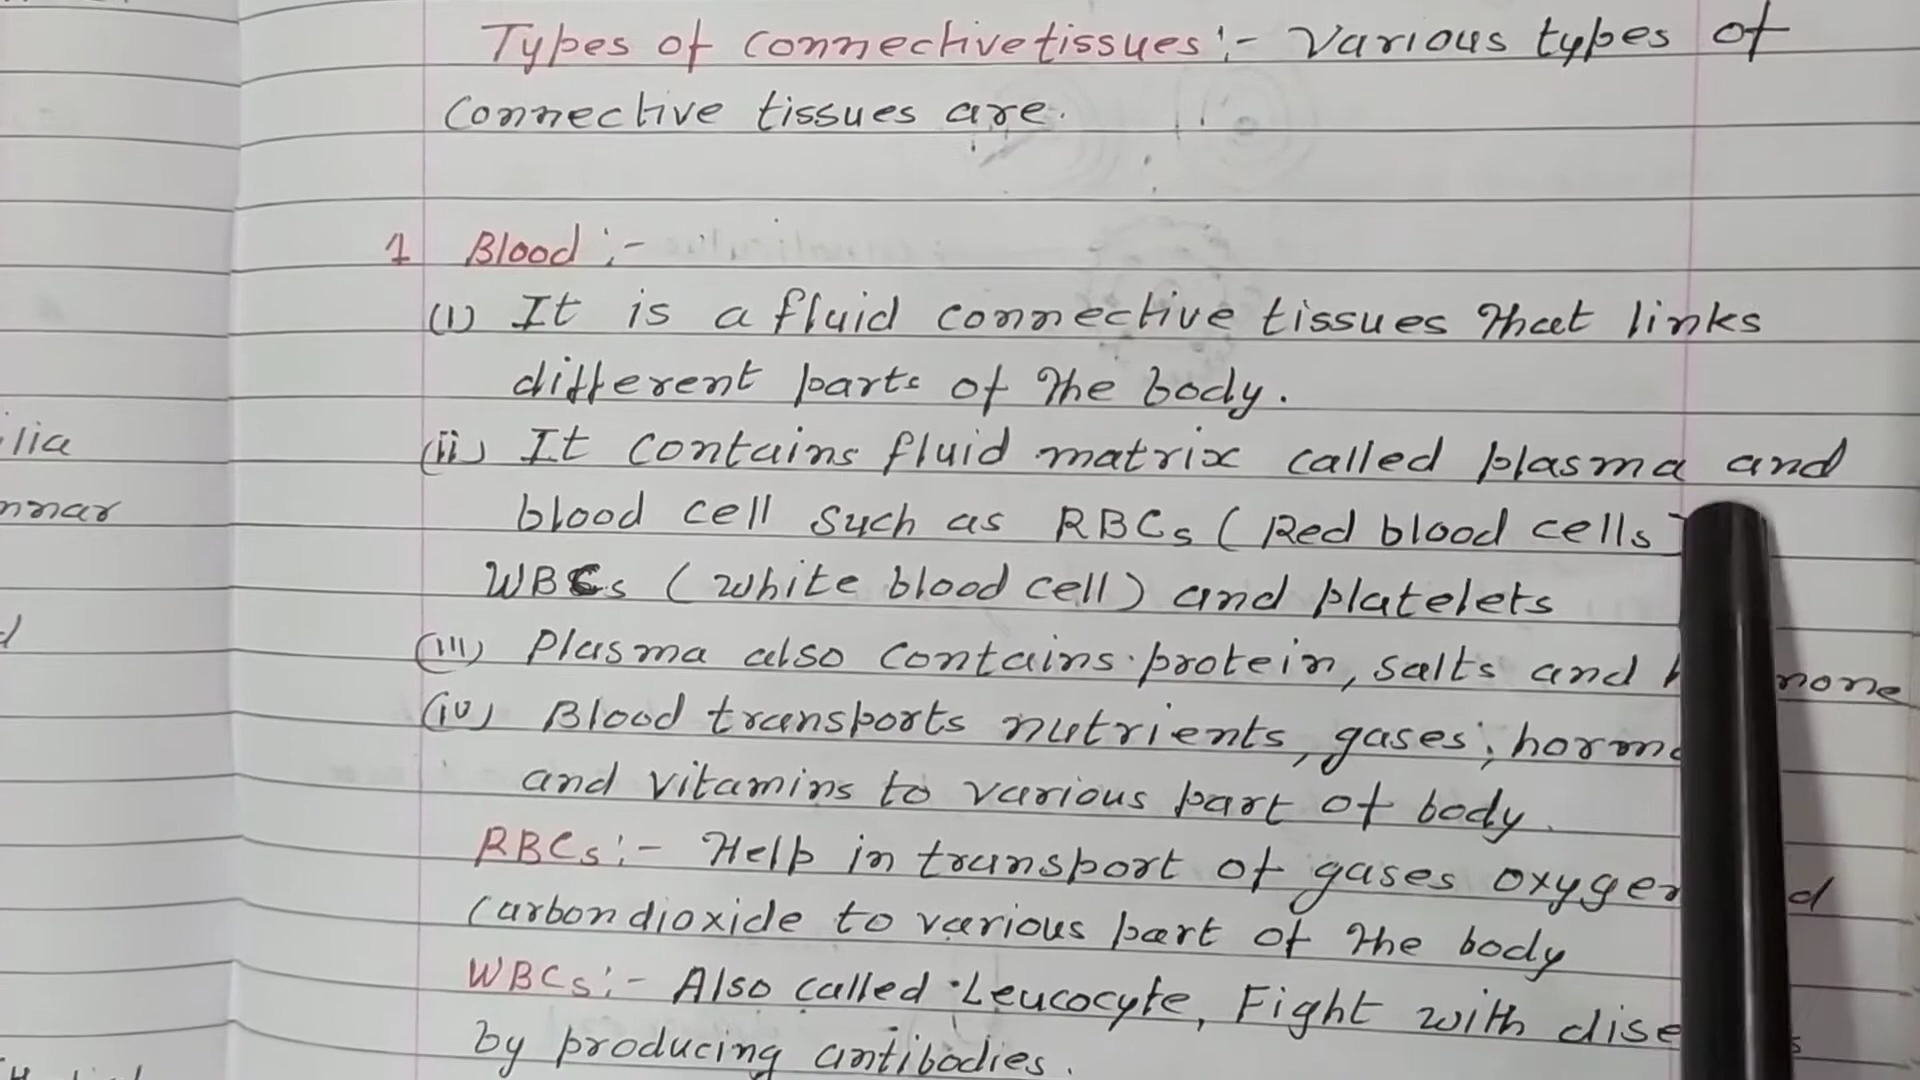 Types of connective tissues :- Various types of
connective tissues are.
1 Blood :-
(i) It is a fluid connective tissues that links
different parts of the body.
(ii) It contains fluid matrix called plasma and
blood cell such as RBCs (Red blood cells
WBCs (white blood cell) and platelets
(iii) Plasma also contains protein, salts and
(iv) Blood transports nutrients, gases, 
and vitamins to various part of body.
RBCs :- Help in transport of gases
carbondioxide to various part of the body
WBCs :- Also called Leucocyte, Fight with
by producing antibodies.
lia